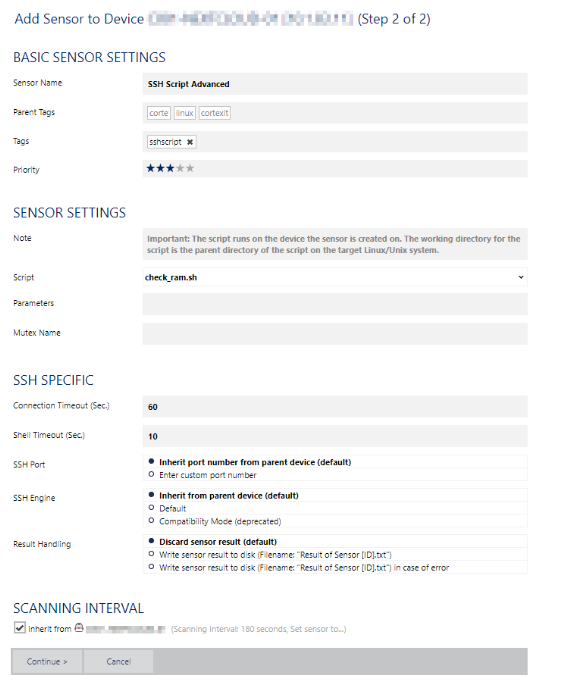 Add Sensor to Device (Step 2 of 2)
BASIC SENSOR SETTINGS
Sensor Name
SSH Script Advanced
Parent Tags
corte linux cortexit
Tags
sshscript ✖
Priority
★★★★★
SENSOR SETTINGS
Note
Important: The script runs on the device the sensor is created on. The working directory for the
script is the parent directory of the script on the target Linux/Unix system.
Script
check_ram.sh
Parameters
Mutex Name
SSH SPECIFIC
Connection Timeout (Sec.)
60
Shell Timeout (Sec.)
10
SSH Port
Inherit port number from parent device (default)
Enter custom port number
SSH Engine
Inherit from parent device (default)
Default
Compatibility Mode (deprecated)
Result Handling
Discard sensor result (default)
Write sensor result to disk (Filename: "Result of Sensor [ID].txt")
Write sensor result to disk (Filename: "Result of Sensor [ID].txt") in case of error
SCANNING INTERVAL
Inherit from (Scanning Interval: 180 seconds, Set sensor to...)
Continue > Cancel